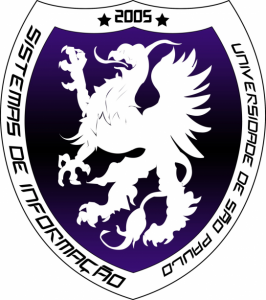 2005
SISTEMAS DE INFORMAÇÃO
UNIVERSIDADE DE SÃO PAULO